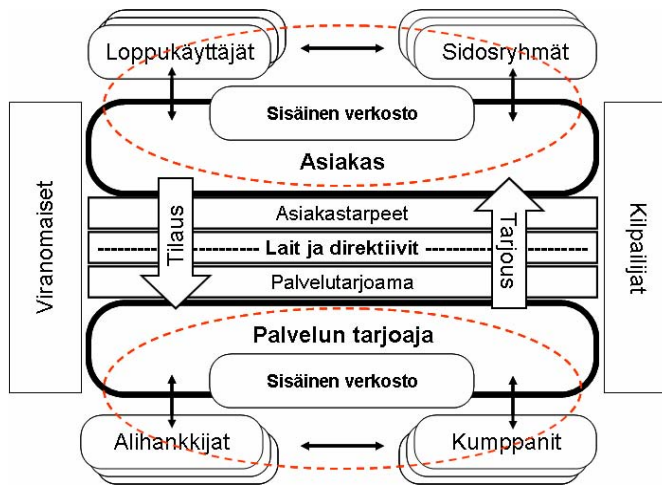 Loppukäyttäjät
Sidosryhmät
Sisäinen verkosto
Asiakas
Viranomaiset
Kilpailijat
Tilaus
Tarjous
Asiakastarpeet
Lait ja direktiivit
Palvelutarjoama
Palvelun tarjoaja
Sisäinen verkosto
Alihankkijat
Kumppanit